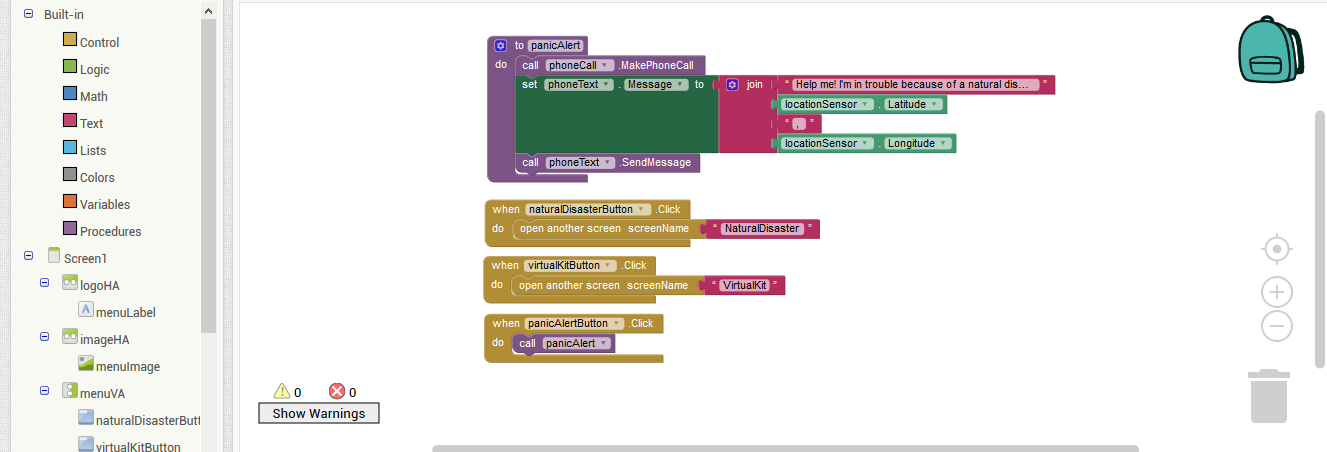 Built-in
Control
Logic
Math
Text
Lists
Colors
Variables
Procedures
Screen1
logoHA
menuLabel
A
imageHA
menuImage
menuVA
naturalDisasterButt
virtualKitButton
to panicAlert
do call phoneCall .MakePhoneCall
set phoneText . Message to join “ Help me! I'm in trouble because of a natural dis... ”
locationSensor . Latitude
“ , ”
locationSensor . Longitude
call phoneText .SendMessage
when naturalDisasterButton .Click
do open another screen screenName “ NaturalDisaster ”
when virtualKitButton .Click
do open another screen screenName “ VirtualKit ”
when panicAlertButton .Click
do call panicAlert
0 0
Show Warnings